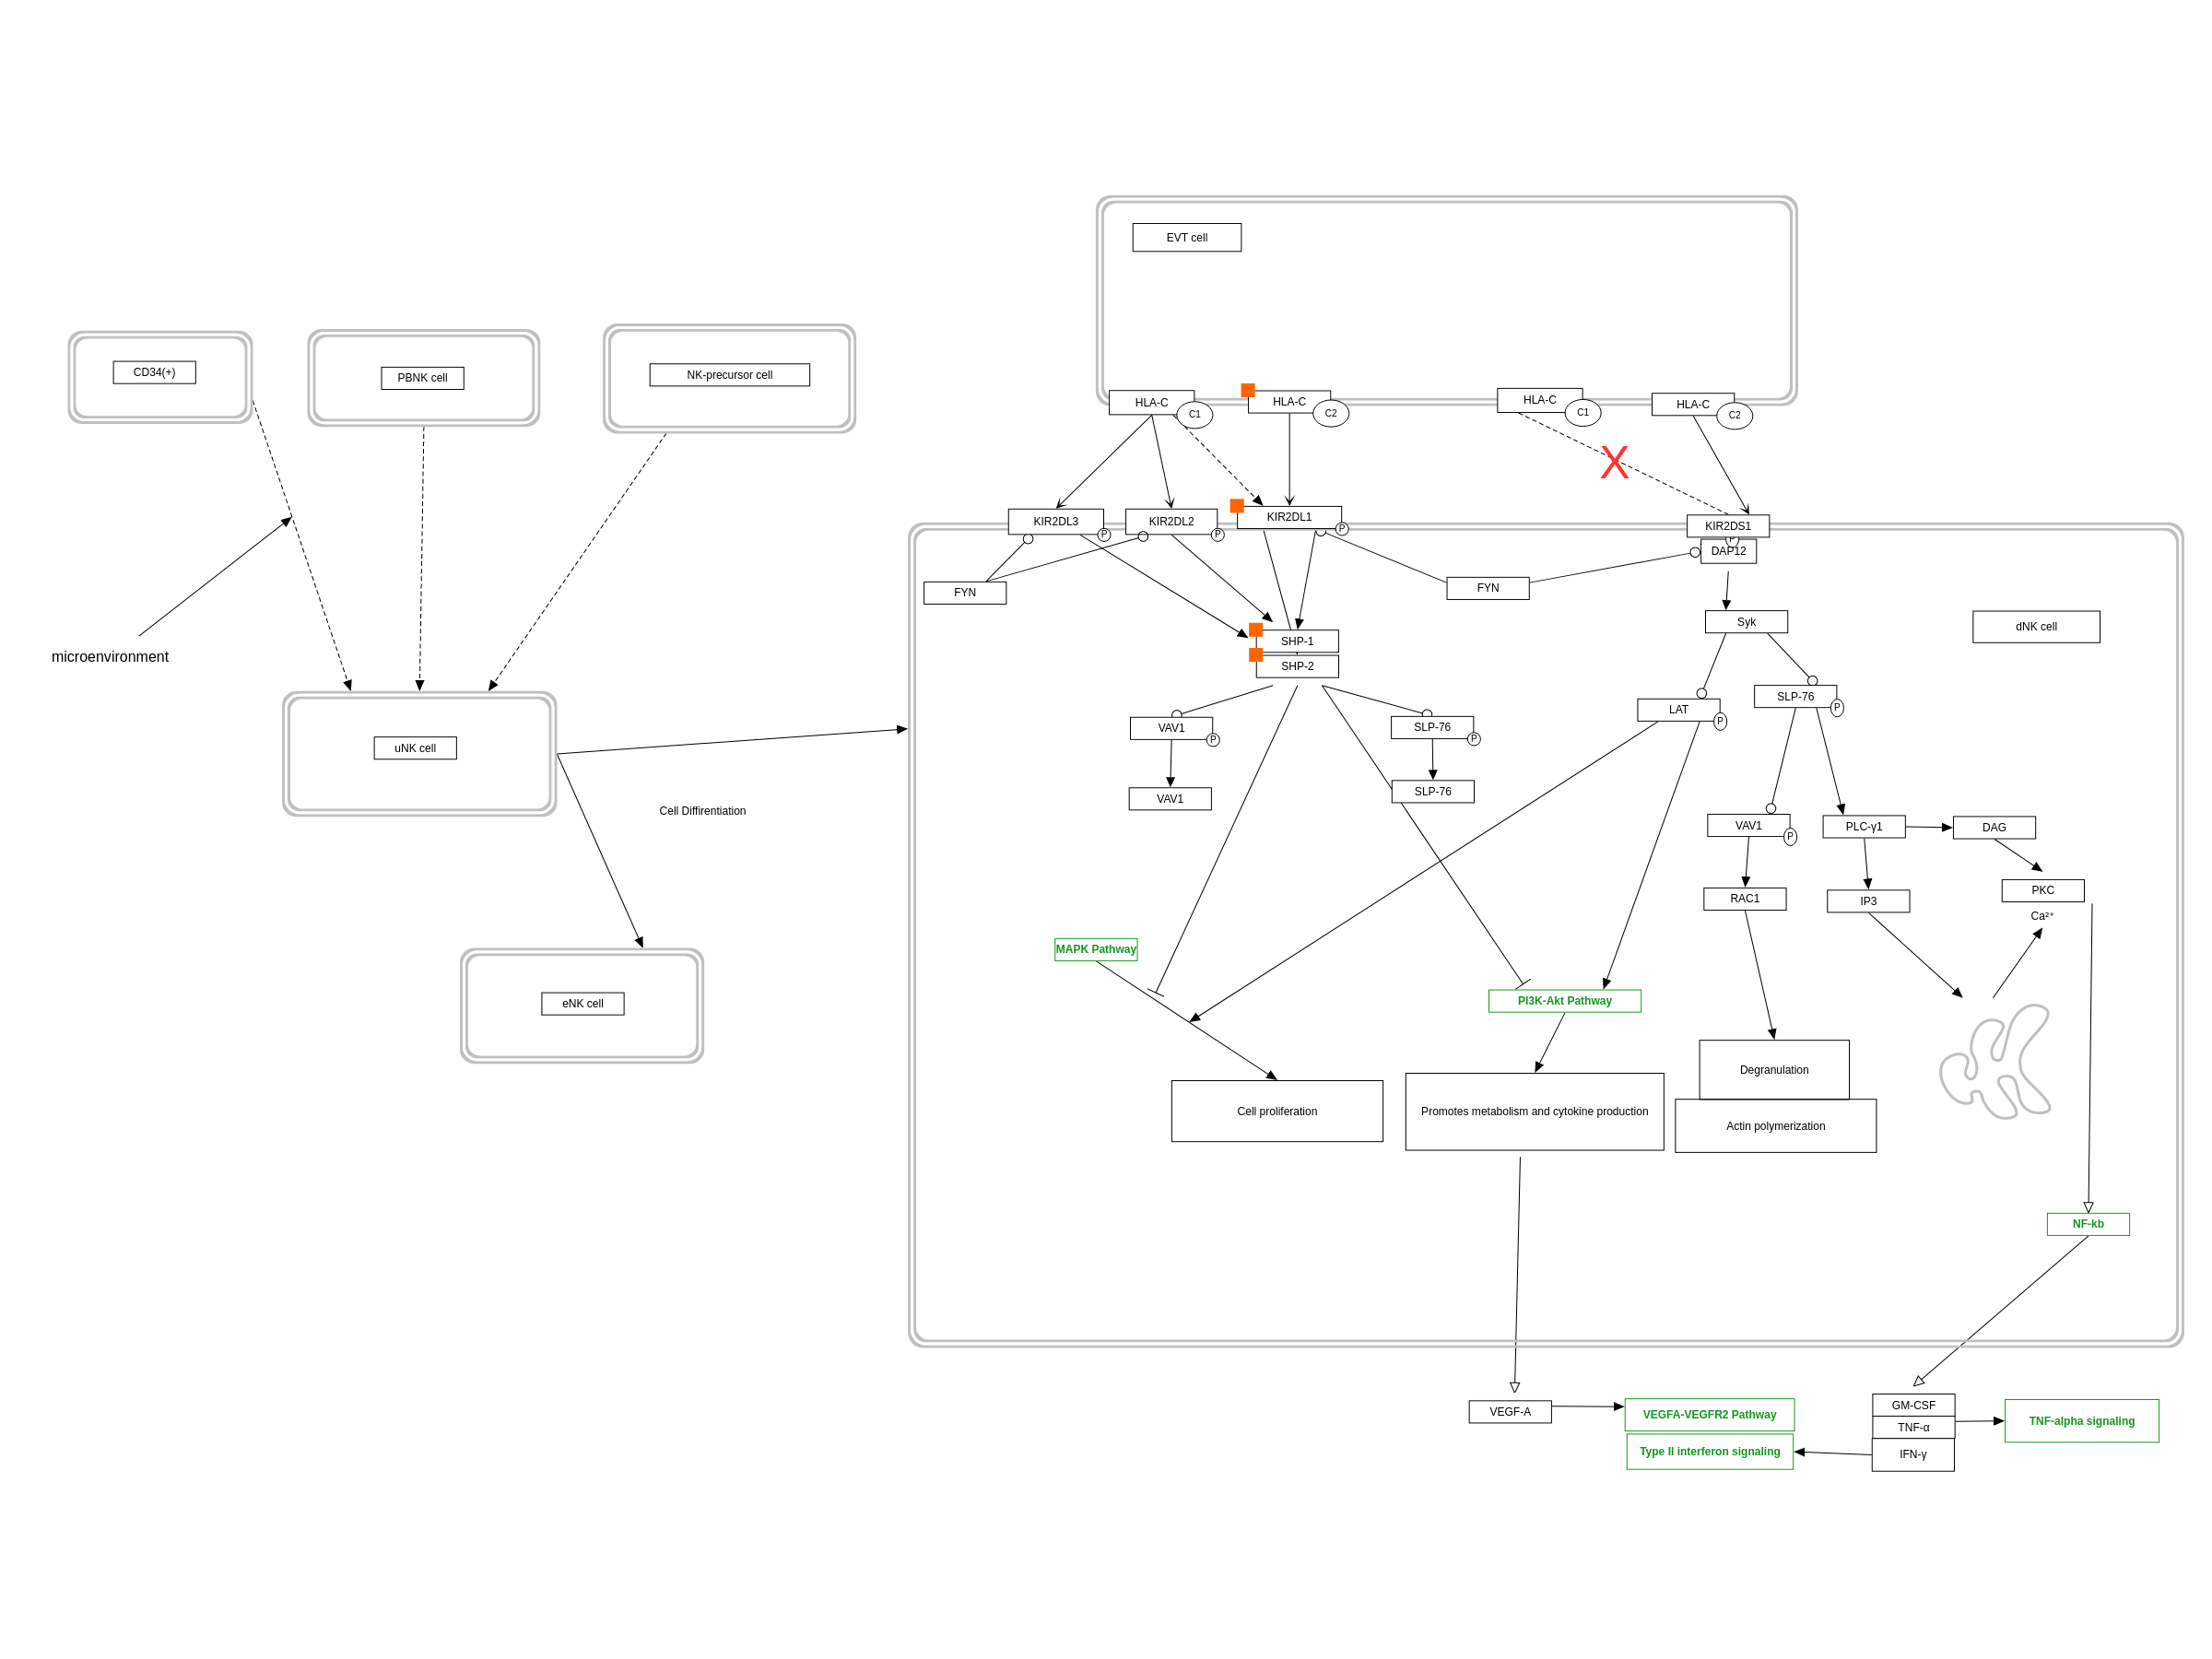 EVT cell
CD34(+)
PBNK cell
NK-precursor cell
HLA-C
C1
HLA-C
C2
HLA-C
C1
HLA-C
C2
X
KIR2DL3
P
KIR2DL2
P
KIR2DL1
P
KIR2DS1
P
DAP12
FYN
FYN
Syk
dNK cell
SHP-1
SHP-2
microenvironment
uNK cell
VAV1
P
SLP-76
P
LAT
P
SLP-76
P
VAV1
SLP-76
Cell Diffirentiation
VAV1
P
PLC-γ1
DAG
RAC1
IP3
PKC
Ca²⁺
MAPK Pathway
PI3K-Akt Pathway
eNK cell
Degranulation
Cell proliferation
Promotes metabolism and cytokine production
Actin polymerization
NF-kb
VEGF-A
VEGFA-VEGFR2 Pathway
GM-CSF
TNF-α
TNF-alpha signaling
Type II interferon signaling
IFN-γ